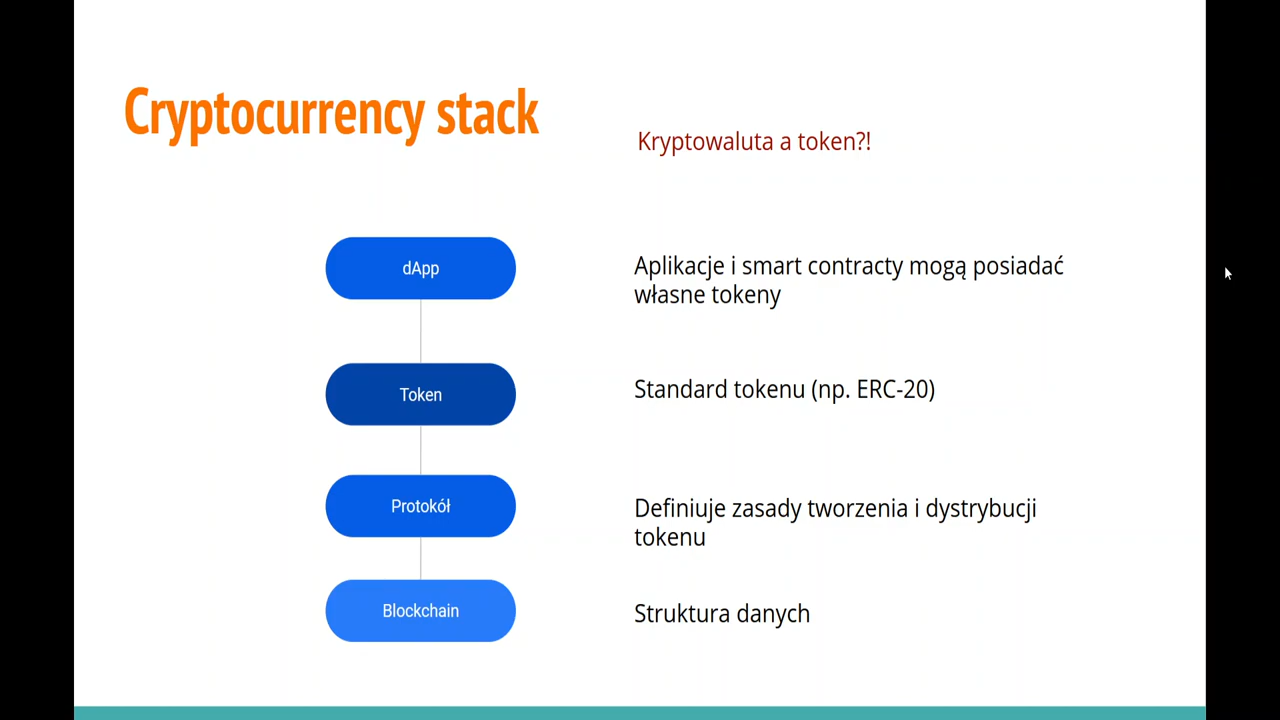 Cryptocurrency stack
Kryptowaluta a token?!
dApp
Aplikacje i smart contracty mogą posiadać
własne tokeny
Token
Standard tokenu (np. ERC-20)
Protokół
Definiuje zasady tworzenia i dystrybucji
tokenu
Blockchain
Struktura danych